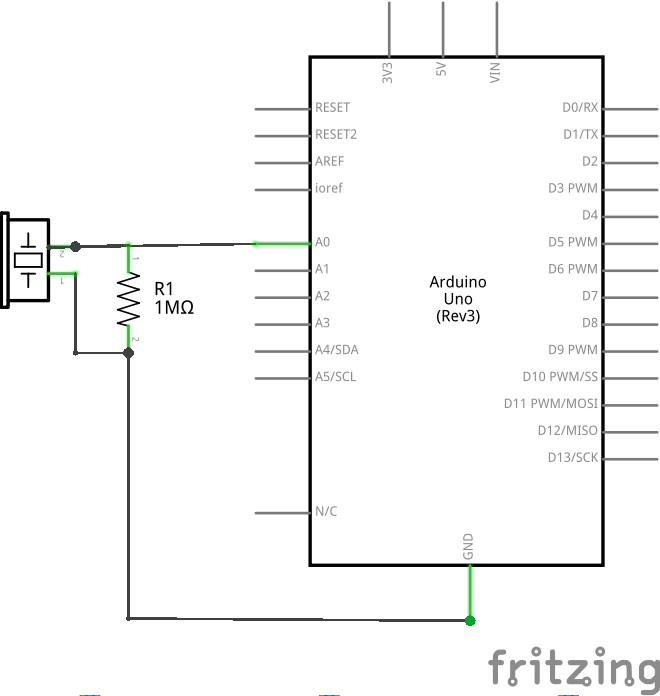 3V3
5V
VIN
RESET
RESET2
AREF
ioref
A0
A1
A2
A3
A4/SDA
A5/SCL
N/C
D0/RX
D1/TX
D2
D3 PWM
D4
D5 PWM
D6 PWM
D7
D8
D9 PWM
D10 PWM/SS
D11 PWM/MOSI
D12/MISO
D13/SCK
Arduino
Uno
(Rev3)
GND
2
1
1
R1
1MΩ
2
fritzing